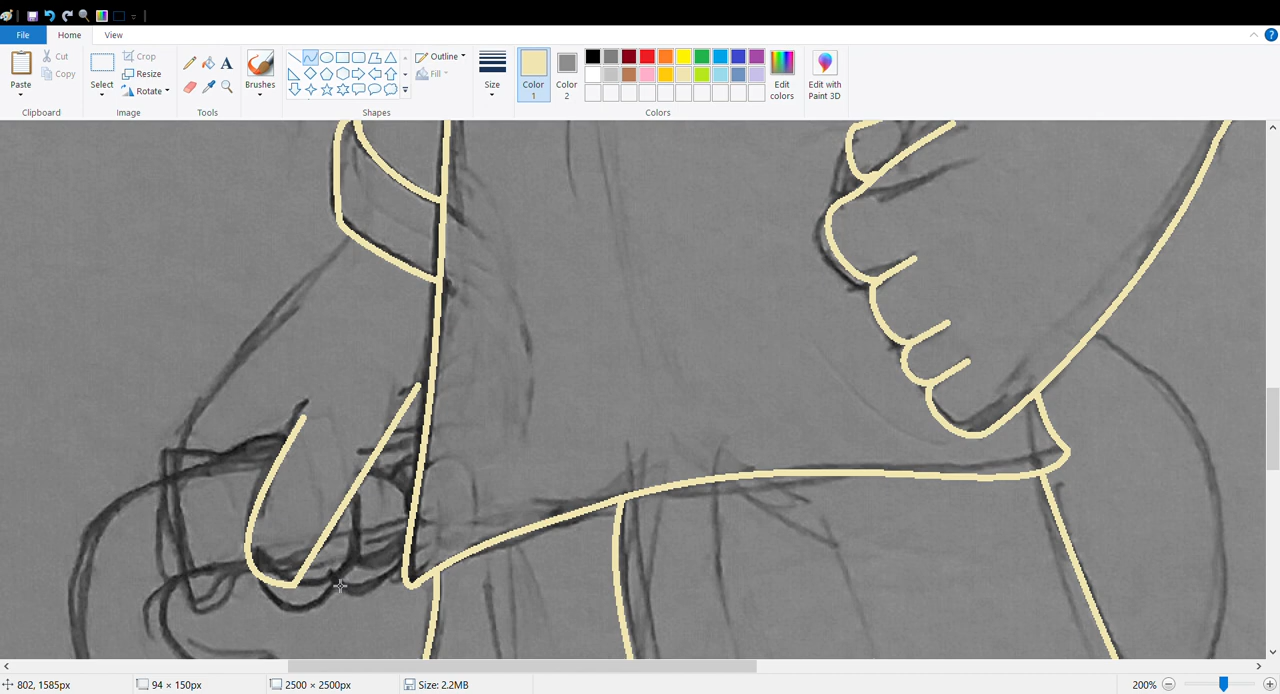 File Home View
Paste
Cut
Copy
Clipboard
Select
Crop
Resize
Rotate
Image
A
Tools
Brushes
Shapes
Outline
Fill
Size
Color
1
Color
2
Colors
Edit
colors
Edit with
Paint 3D
802, 1585px 94 × 150px 2500 × 2500px Size: 2.2MB 200%